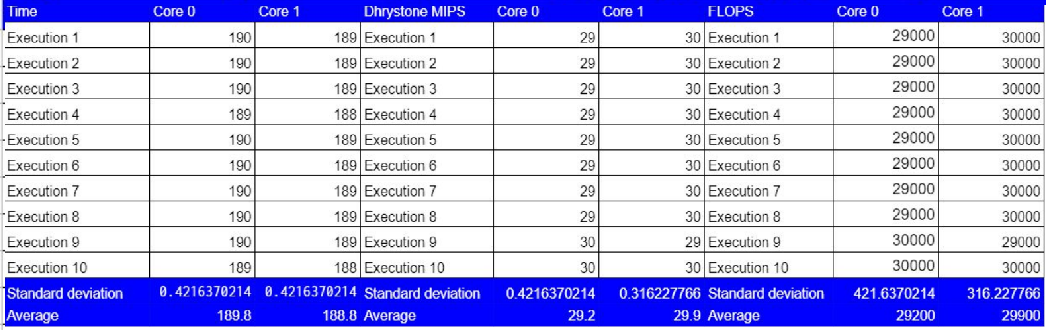 Time Core 0 Core 1 Dhrystone MIPS Core 0 Core 1 FLOPS Core 0 Core 1
Execution 1 190 189 Execution 1 29 30 Execution 1 29000 30000
Execution 2 190 189 Execution 2 29 30 Execution 2 29000 30000
Execution 3 190 189 Execution 3 29 30 Execution 3 29000 30000
Execution 4 189 188 Execution 4 29 30 Execution 4 29000 30000
Execution 5 190 189 Execution 5 29 30 Execution 5 29000 30000
Execution 6 190 189 Execution 6 29 30 Execution 6 29000 30000
Execution 7 190 189 Execution 7 29 30 Execution 7 29000 30000
Execution 8 190 189 Execution 8 29 30 Execution 8 29000 30000
Execution 9 190 189 Execution 9 30 29 Execution 9 30000 29000
Execution 10 189 188 Execution 10 30 30 Execution 10 30000 30000
Standard deviation 0.4216370214 0.4216370214 Standard deviation 0.4216370214 0.316227766 Standard deviation 421.6370214 316.227766
Average 189.8 188.8 Average 29.2 29.9 Average 29200 29900